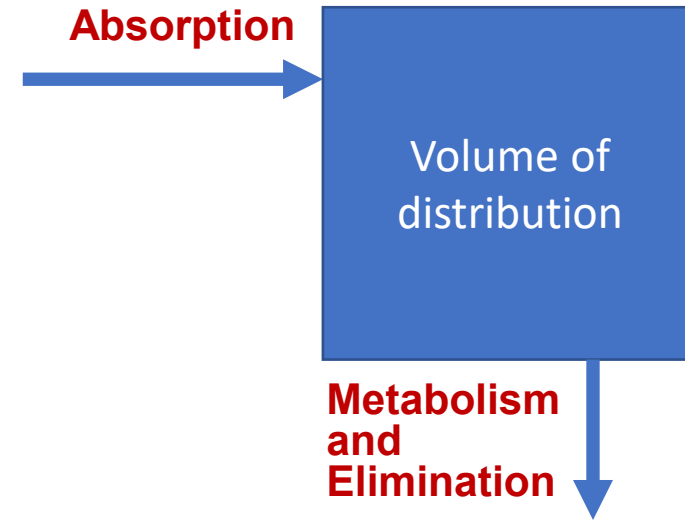 Absorption
Volume of
distribution
Metabolism
and
Elimination